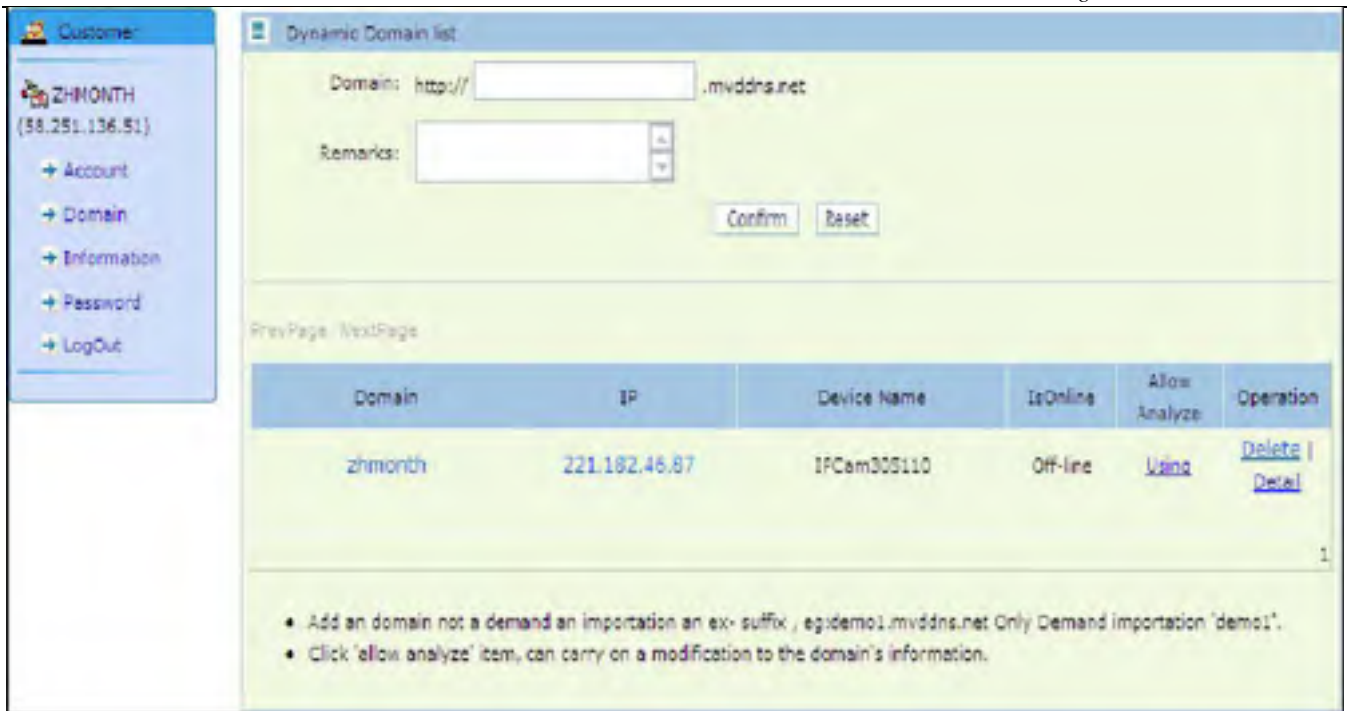 Customer
ZHMONTH
(58.251.136.51)
Account
Domain
Information
Password
LogOut
Dynamic Domain list
Domain: http:// .mvddns.net
Remarks:
Confirm Reset
PrevPage NextPage
Domain IP Device Name IsOnline Allow Analyze Operation
zhmonth 221.182.46.87 IPCam305110 Off-line Using Delete | Detail
1
• Add an domain not a demand an importation an ex- suffix , eg:demo1.mvddns.net Only Demand importation "demo1".
• Click "allow analyze" item, can carry on a modification to the domain's information.